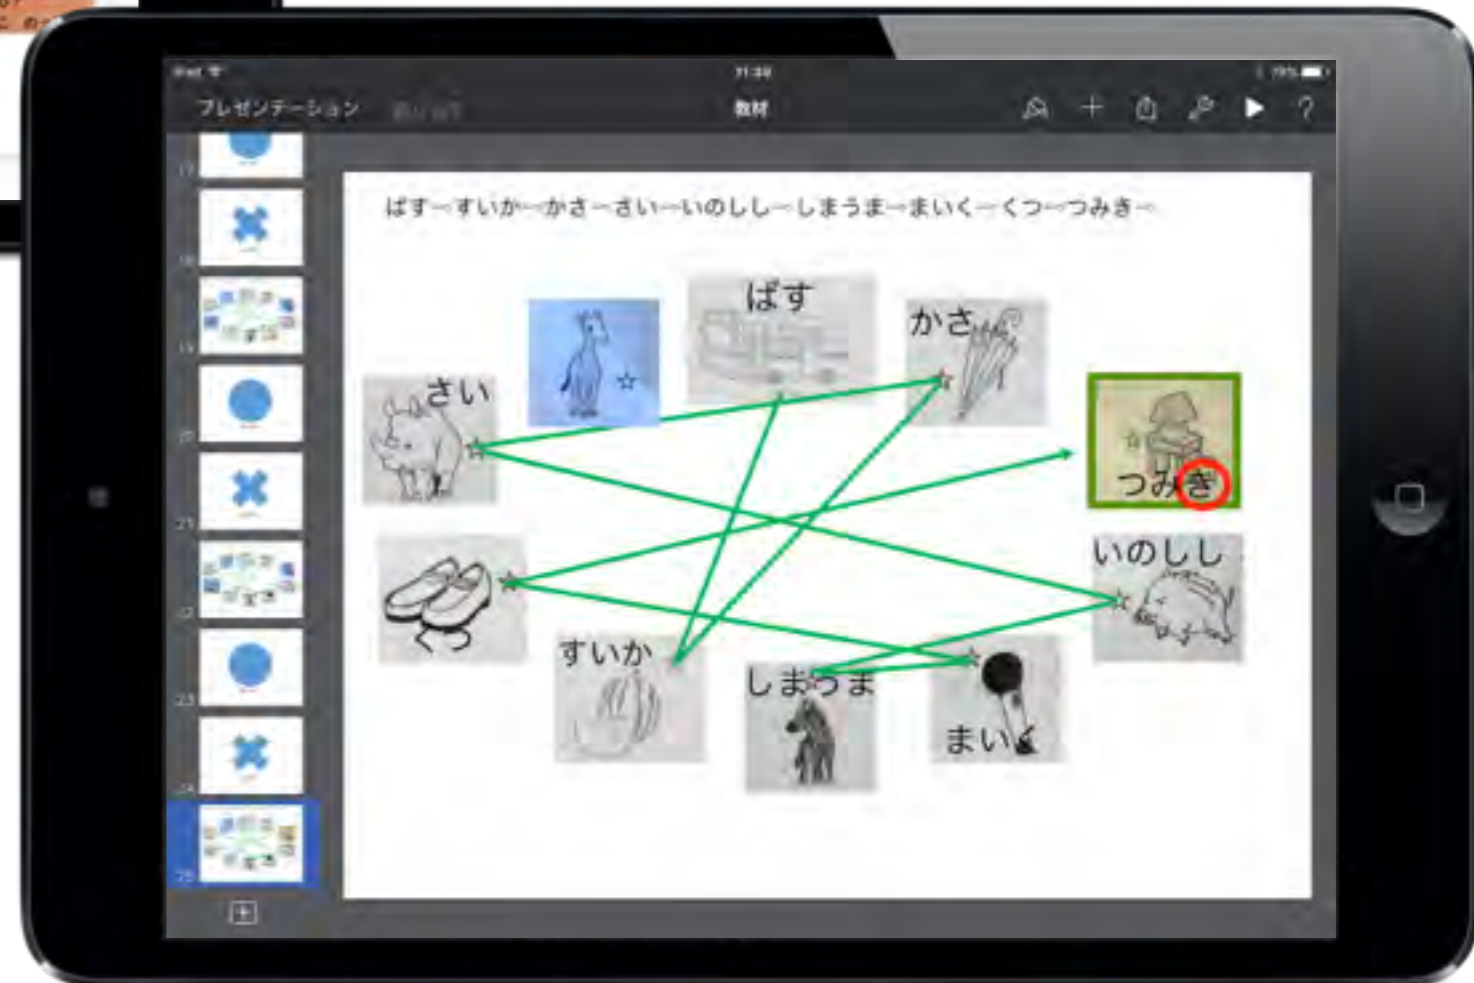 プレゼンテーション
教材
ばす→すいか→かさ→さい→いのしし→しまうま→まいく→くつ→つみき→
ばす
かさ
さい
つみき
いのしし
くつ
すいか
しまうま
まいく